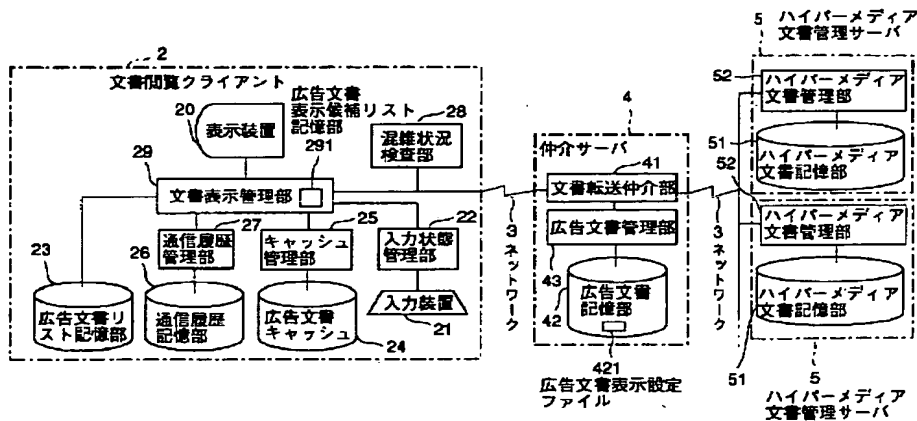 2
文書閲覧クライアント
20
表示装置
広告文書
表示候補リスト
記憶部
291
28
混雑状況
検査部
29
文書表示管理部
27
通信履歴
管理部
25
キャッシュ
管理部
22
入力状態
管理部
23
広告文書リ
スト記憶部
26
通信履歴
記憶部
広告文書
キャッシュ
24
入力装置
21
3
ネットワーク
4
仲介サーバ
41
文書転送仲介部
広告文書管理部
43
42
広告文書
記憶部
421
広告文書表示設定
ファイル
3
ネットワーク
5
ハイパーメディア
文書管理サーバ
52
ハイパーメディア
文書管理部
51
ハイパーメディア
文書記憶部
52
ハイパーメディア
文書管理部
ハイパーメディア
文書記憶部
51
5
ハイパーメディア
文書管理サーバ